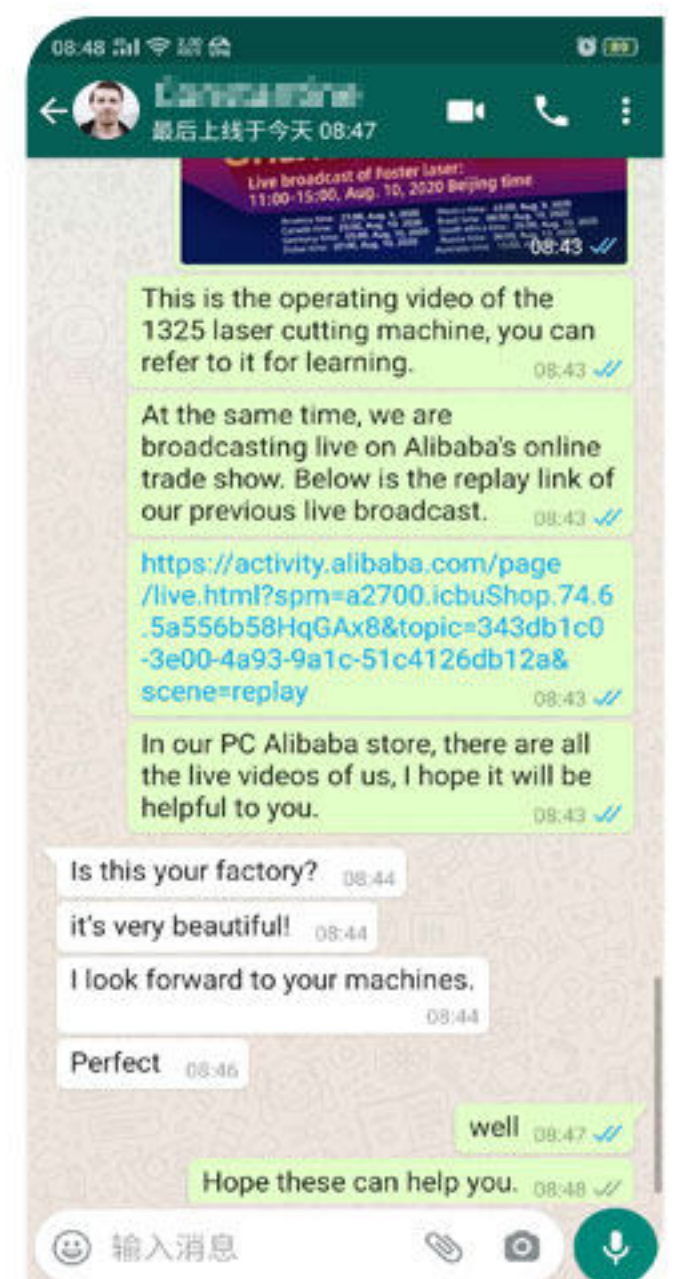 08:48
89
最后上线于今天 08:47
Live broadcast of Foster laser:
11:00-15:00, Aug. 10, 2020 Beijing time
08:43
This is the operating video of the
1325 laser cutting machine, you can
refer to it for learning.
08:43
At the same time, we are
broadcasting live on Alibaba's online
trade show. Below is the replay link of
our previous live broadcast.
08:43
https://activity.alibaba.com/page
/live.html?spm=a2700.icbuShop.74.6
.5a556b58HqGAx8&topic=343db1c0
-3e00-4a93-9a1c-51c4126db12a&
scene=replay
08:43
In our PC Alibaba store, there are all
the live videos of us, I hope it will be
helpful to you.
08:43
Is this your factory? 08:44
it's very beautiful! 08:44
I look forward to your machines.
08:44
Perfect 08:46
well 08:47
Hope these can help you. 08:48
输入消息